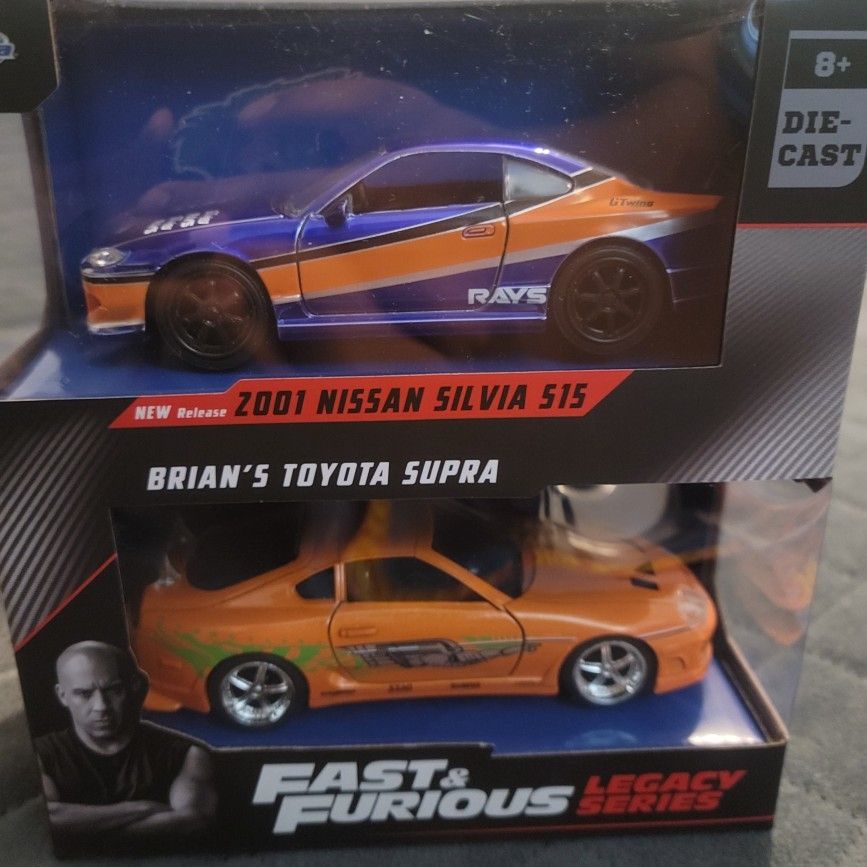 8+
DIE-
CAST
RAYS
NEW Release 2001 NISSAN SILVIA S15
BRIAN'S TOYOTA SUPRA
FAST & FURIOUS
LEGACY
SERIES